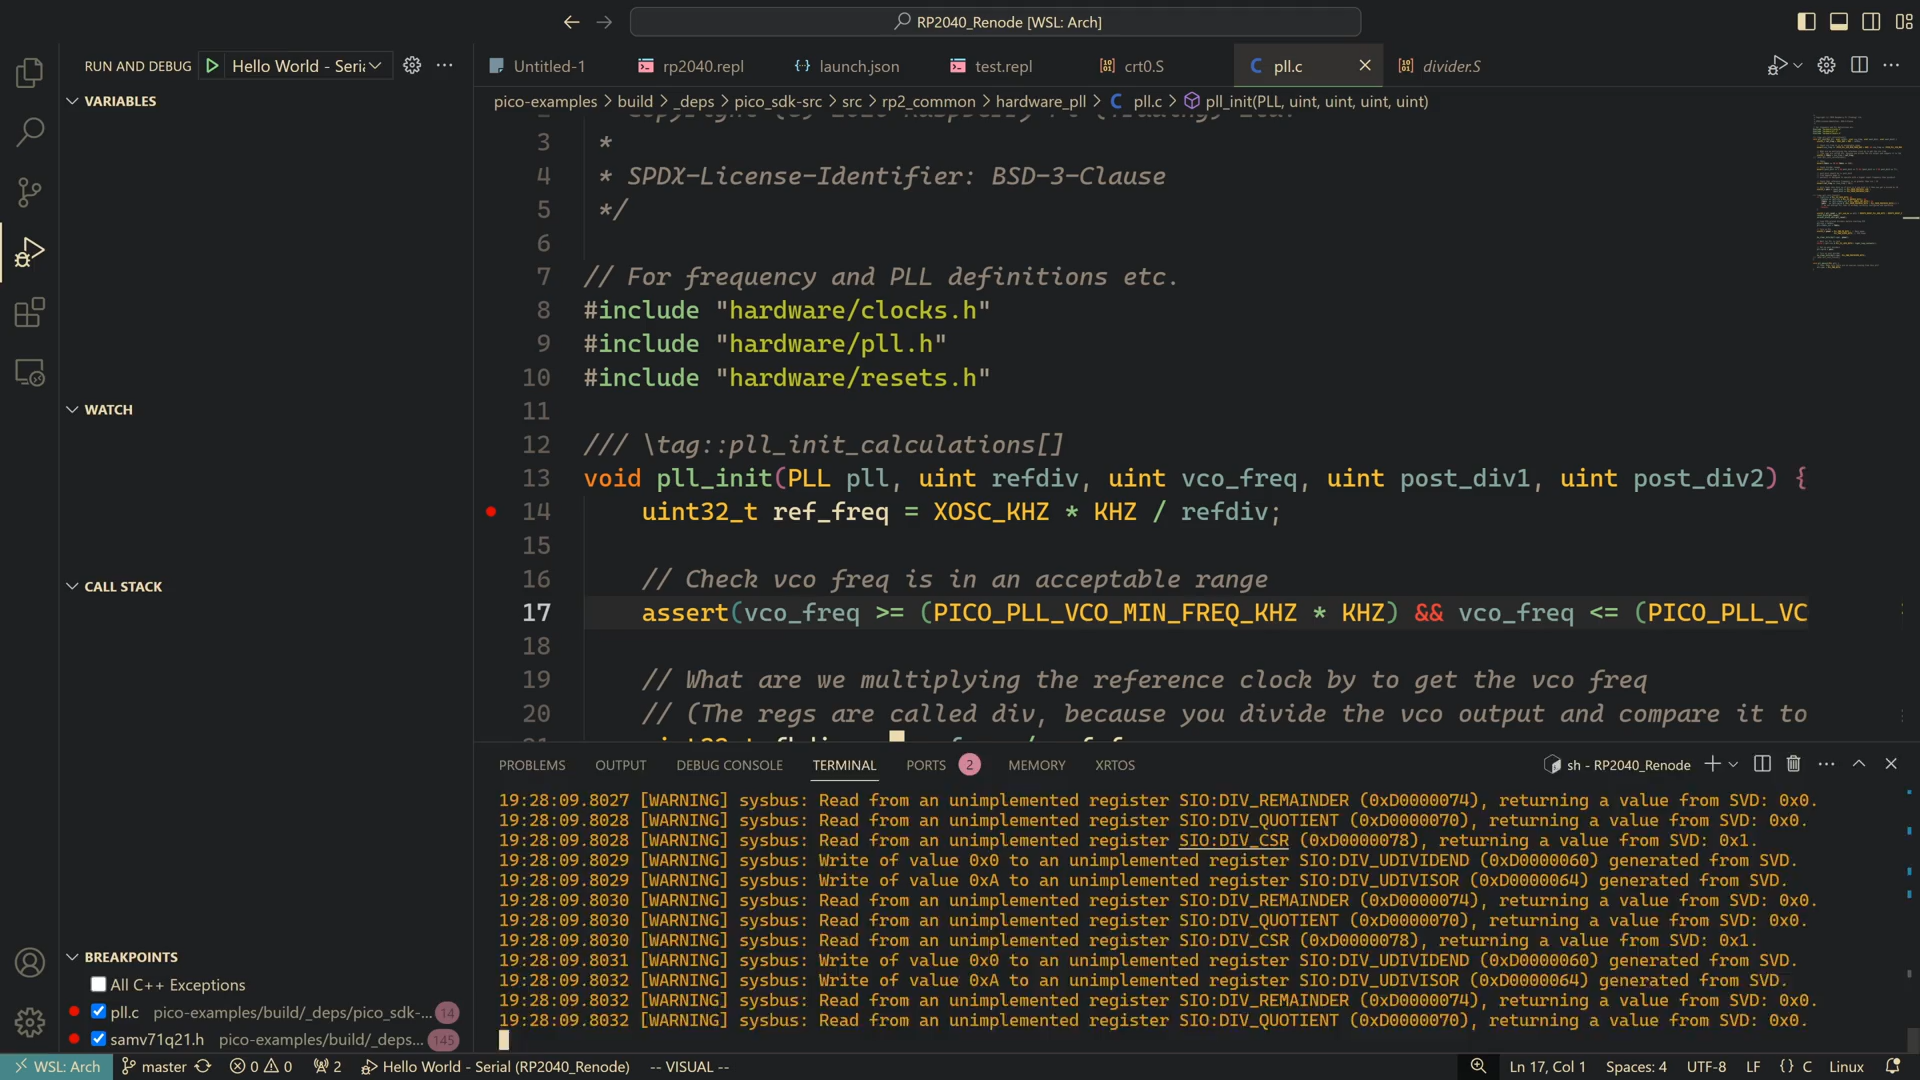 RP2040_Renode [WSL: Arch]
RUN AND DEBUG
Hello World - Seri
Untitled-1
rp2040.repl
launch.json
test.repl
crt0.S
pll.c
divider.S
pico-examples > build > _deps > pico_sdk-src > src > rp2_common > hardware_pll > C pll.c > pll_init(PLL, uint, uint, uint, uint)
VARIABLES
WATCH
CALL STACK
BREAKPOINTS
All C++ Exceptions
pll.c pico-examples/build/_deps/pico_sdk-... 14
samv71q21.h pico-examples/build/_deps... 145
3 *
4 * SPDX-License-Identifier: BSD-3-Clause
5 */
6
7 // For frequency and PLL definitions etc.
8 #include "hardware/clocks.h"
9 #include "hardware/pll.h"
10 #include "hardware/resets.h"
11
12 /// \tag::pll_init_calculations[]
13 void pll_init(PLL pll, uint refdiv, uint vco_freq, uint post_div1, uint post_div2) {
14 uint32_t ref_freq = XOSC_KHZ * KHZ / refdiv;
15
16 // Check vco freq is in an acceptable range
17 assert(vco_freq >= (PICO_PLL_VCO_MIN_FREQ_KHZ * KHZ) && vco_freq <= (PICO_PLL_VC
18
19 // What are we multiplying the reference clock by to get the vco freq
20 // (The regs are called div, because you divide the vco output and compare it to
PROBLEMS
OUTPUT
DEBUG CONSOLE
TERMINAL
PORTS 2
MEMORY
XRTOS
sh - RP2040_Renode
19:28:09.8027 [WARNING] sysbus: Read from an unimplemented register SIO:DIV_REMAINDER (0xD0000074), returning a value from SVD: 0x0.
19:28:09.8028 [WARNING] sysbus: Read from an unimplemented register SIO:DIV_QUOTIENT (0xD0000070), returning a value from SVD: 0x0.
19:28:09.8028 [WARNING] sysbus: Read from an unimplemented register SIO:DIV_CSR (0xD0000078), returning a value from SVD: 0x1.
19:28:09.8029 [WARNING] sysbus: Write of value 0x0 to an unimplemented register SIO:DIV_UDIVIDEND (0xD0000060) generated from SVD.
19:28:09.8029 [WARNING] sysbus: Write of value 0xA to an unimplemented register SIO:DIV_UDIVISOR (0xD0000064) generated from SVD.
19:28:09.8030 [WARNING] sysbus: Read from an unimplemented register SIO:DIV_REMAINDER (0xD0000074), returning a value from SVD: 0x0.
19:28:09.8030 [WARNING] sysbus: Read from an unimplemented register SIO:DIV_QUOTIENT (0xD0000070), returning a value from SVD: 0x0.
19:28:09.8030 [WARNING] sysbus: Read from an unimplemented register SIO:DIV_CSR (0xD0000078), returning a value from SVD: 0x1.
19:28:09.8031 [WARNING] sysbus: Write of value 0x0 to an unimplemented register SIO:DIV_UDIVIDEND (0xD0000060) generated from SVD.
19:28:09.8032 [WARNING] sysbus: Write of value 0xA to an unimplemented register SIO:DIV_UDIVISOR (0xD0000064) generated from SVD.
19:28:09.8032 [WARNING] sysbus: Read from an unimplemented register SIO:DIV_REMAINDER (0xD0000074), returning a value from SVD: 0x0.
19:28:09.8032 [WARNING] sysbus: Read from an unimplemented register SIO:DIV_QUOTIENT (0xD0000070), returning a value from SVD: 0x0.
WSL: Arch master 0 0 2 Hello World - Serial (RP2040_Renode) -- VISUAL -- Ln 17, Col 1 Spaces: 4 UTF-8 LF {} C Linux